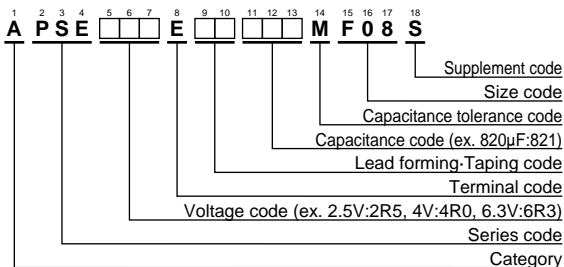 1 2 3 4 5 6 7 8 9 10 11 12 13 14 15 16 17 18
A P S E E M F 0 8 S
Supplement code
Size code
Capacitance tolerance code
Capacitance code (ex. 820µF:821)
Lead forming·Taping code
Terminal code
Voltage code (ex. 2.5V:2R5, 4V:4R0, 6.3V:6R3)
Series code
Category